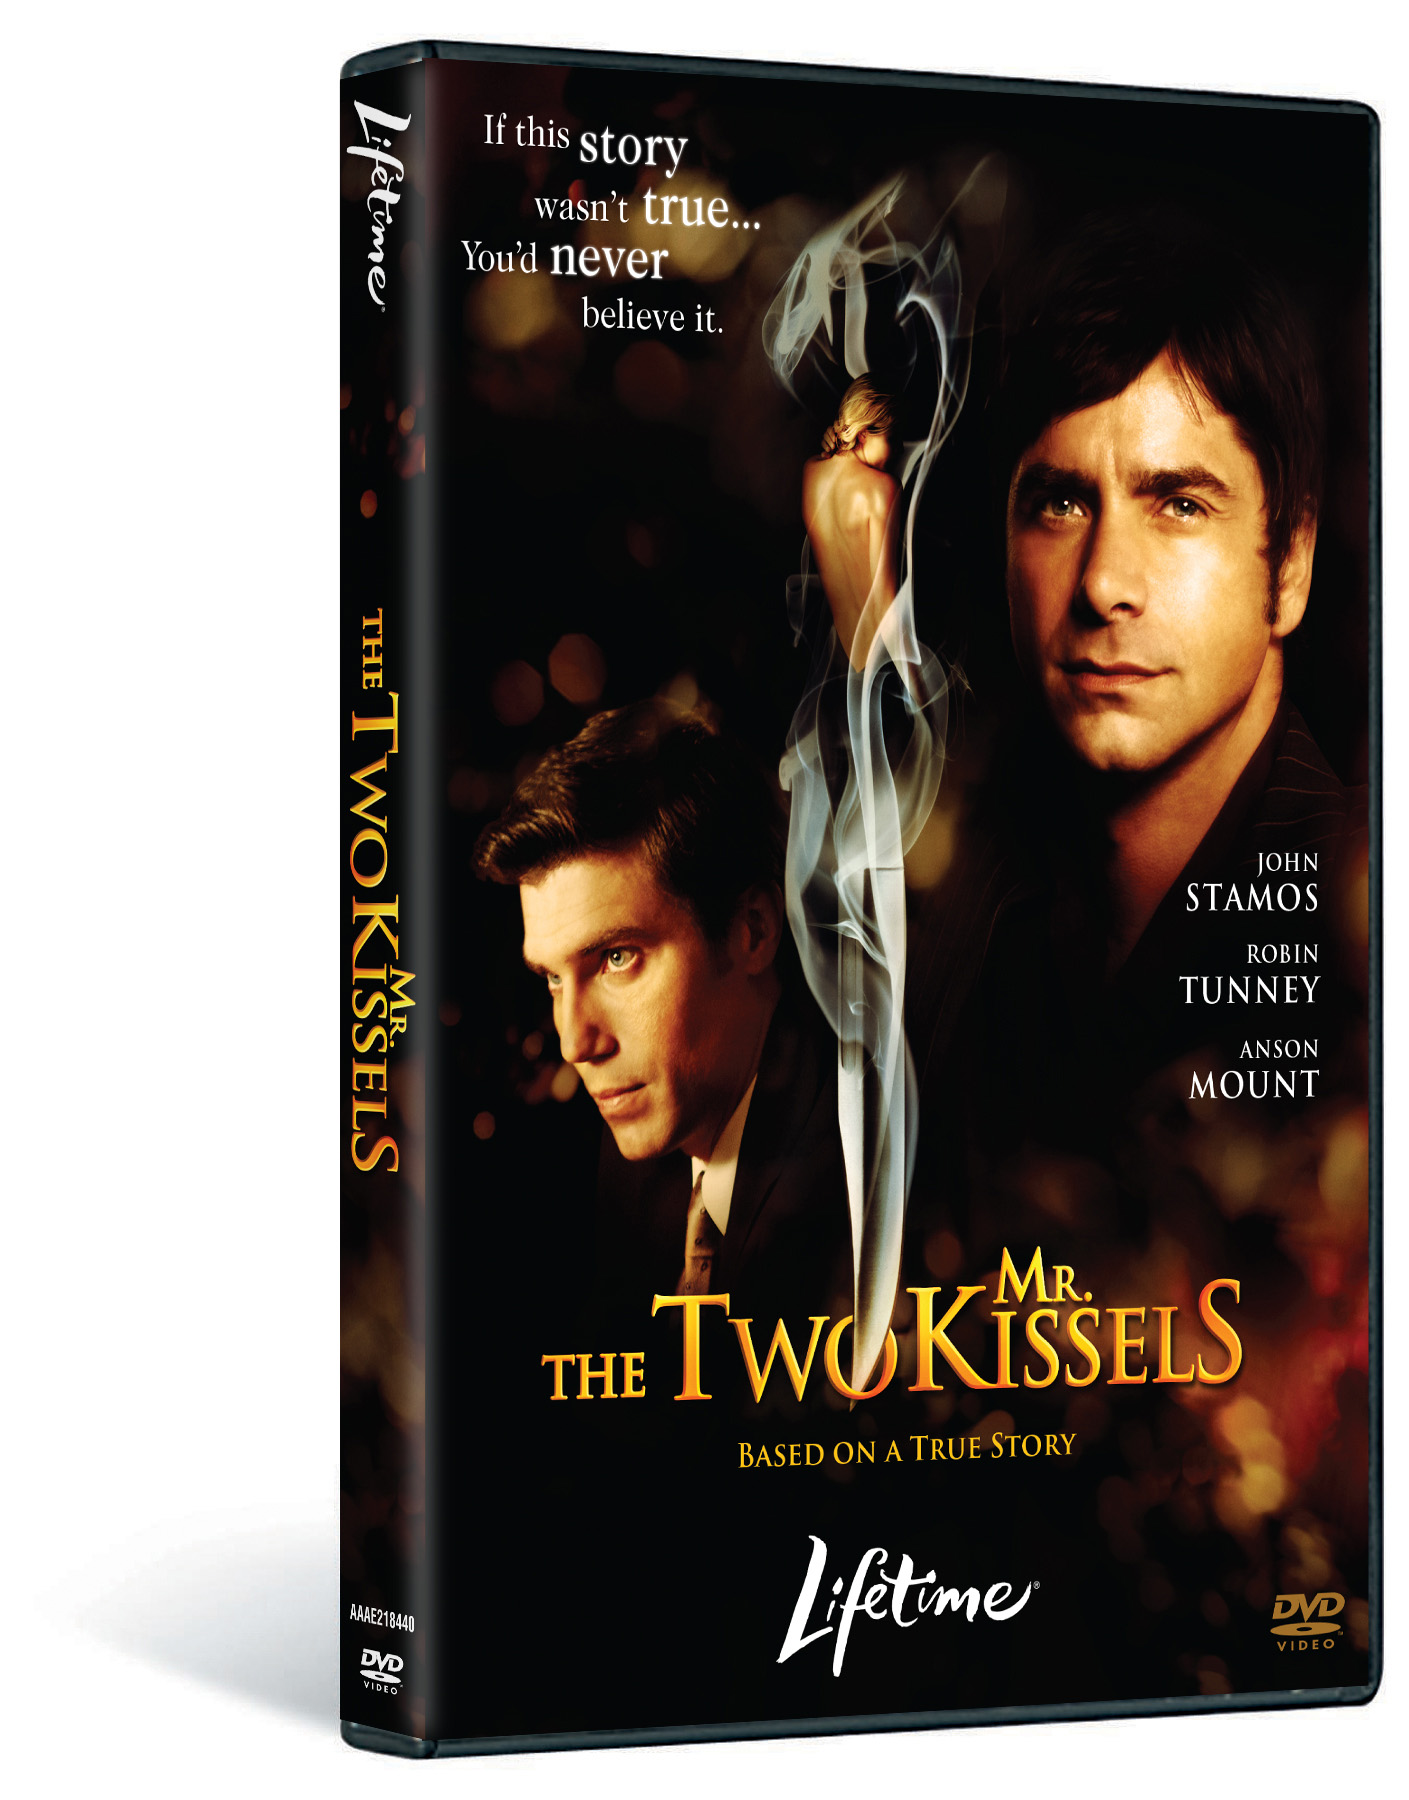 Lifetime®
THE TWO MR. KISSELS
AAAE218440
DVD
VIDEO
If this story
wasn't true...
You'd never
believe it.
JOHN
STAMOS
ROBIN
TUNNEY
ANSON
MOUNT
THE TWO MR. KISSELS
BASED ON A TRUE STORY
Lifetime®
DVD™
VIDEO